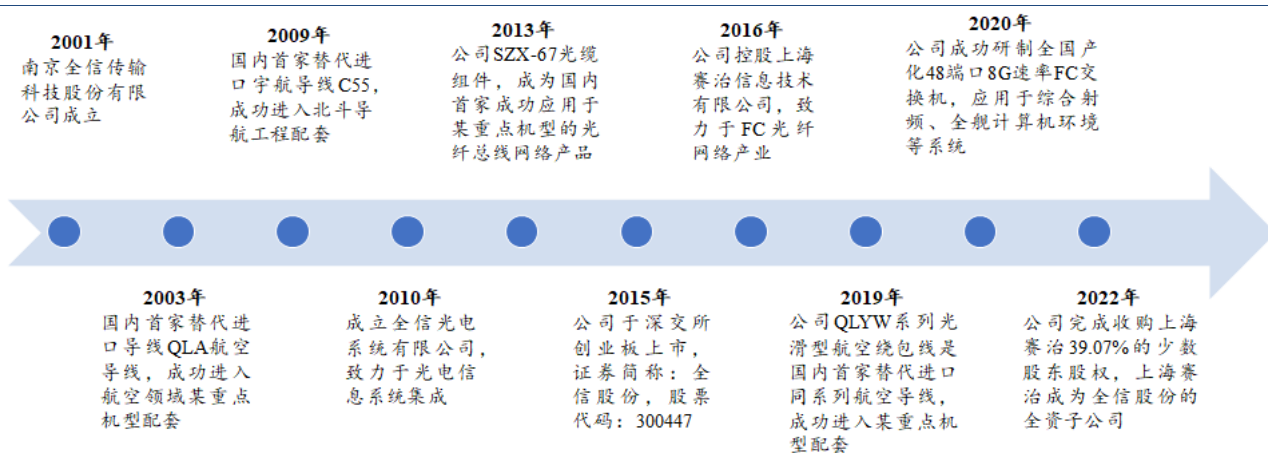 2001年
南京全信传输
科技股份有限
公司成立
2003年
国内首家替代进
口导线QLA航空
导线，成功进入
航空领域某重点
机型配套
2009年
国内首家替代进
口宇航导线C55，
成功进入北斗导
航工程配套
2010年
成立全信光电
系统有限公司，
致力于光电信
息系统集成
2013年
公司SZX-67光缆
组件，成为国内
首家成功应用于
某重点机型的光
纤总线网络产品
2015年
公司于深交所
创业板上市，
证券简称：全
信股份，股票
代码：300447
2016年
公司控股上海
赛治信息技术
有限公司，致
力于FC光纤
网络产业
2019年
公司QLYW系列光
滑型航空绕包线是
国内首家替代进口
同系列航空导线，
成功进入某重点机
型配套
2020年
公司成功研制全国产
化48端口8G速率FC交
换机，应用于综合射
频、全舰计算机环境
等系统
2022年
公司完成收购上海
赛治39.07%的少数
股东股权，上海赛
治成为全信股份的
全资子公司